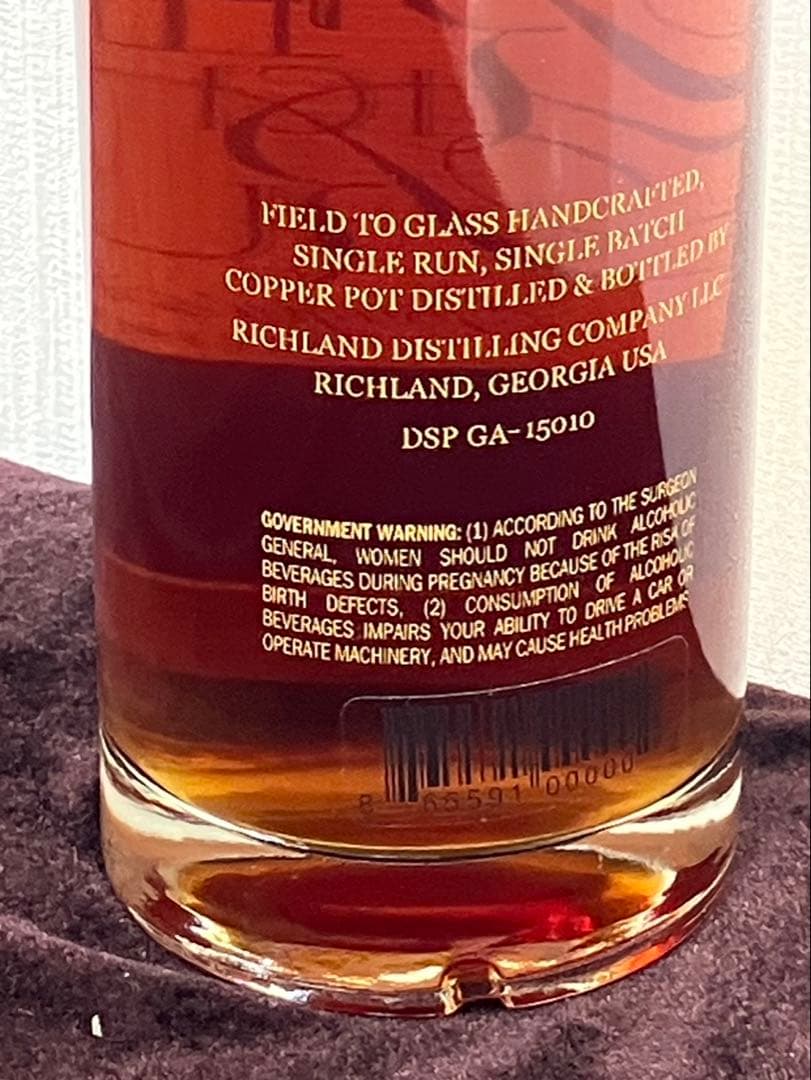 FIELD TO GLASS HANDCRAFTED,
SINGLE RUN, SINGLE BATCH
COPPER POT DISTILLED & BOTTLED BY
RICHLAND DISTILLING COMPANY LLC
RICHLAND, GEORGIA USA
DSP GA-15010
GOVERNMENT WARNING: (1) ACCORDING TO THE SURGEON
GENERAL, WOMEN SHOULD NOT DRINK ALCOHOLIC
BEVERAGES DURING PREGNANCY BECAUSE OF THE RISK OF
BIRTH DEFECTS, (2) CONSUMPTION OF ALCOHOLIC
BEVERAGES IMPAIRS YOUR ABILITY TO DRIVE A CAR OR
OPERATE MACHINERY, AND MAY CAUSE HEALTH PROBLEMS
8 65591 00000